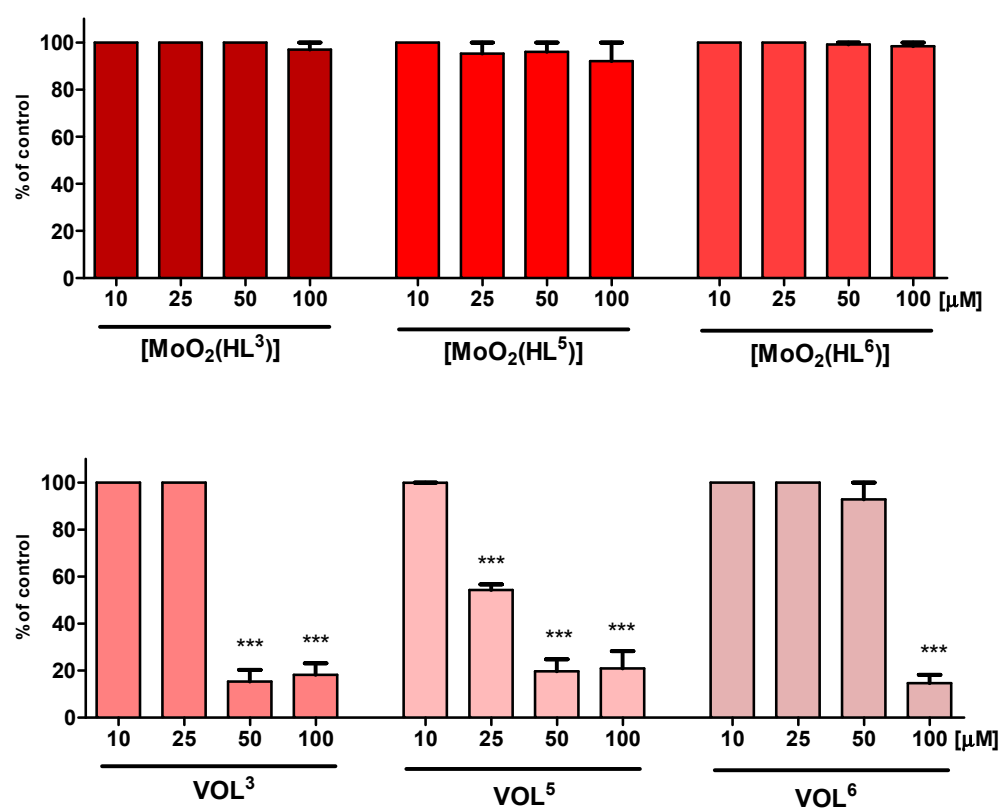 100
80
60
40
20
0
% of control
10 25 50 100 10 25 50 100 10 25 50 100 [µM]
[MoO₂(HL³)] [MoO₂(HL⁵)] [MoO₂(HL⁶)]
100
80
60
40
20
0
% of control
*** *** *** *** *** ***
10 25 50 100 10 25 50 100 10 25 50 100 [µM]
VOL³ VOL⁵ VOL⁶